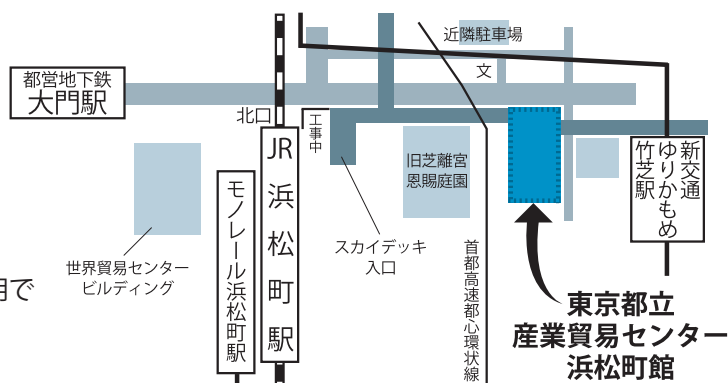 近隣駐車場
文
都営地下鉄
大門駅
北口
工事中
JR浜松町駅
旧芝離宮
恩賜庭園
新交通
ゆりかもめ
竹芝駅
モノレール浜松町駅
スカイデッキ
入口
首都高速都心環状線
世界貿易センター
ビルディング
用で
東京都立
産業貿易センター
浜松町館